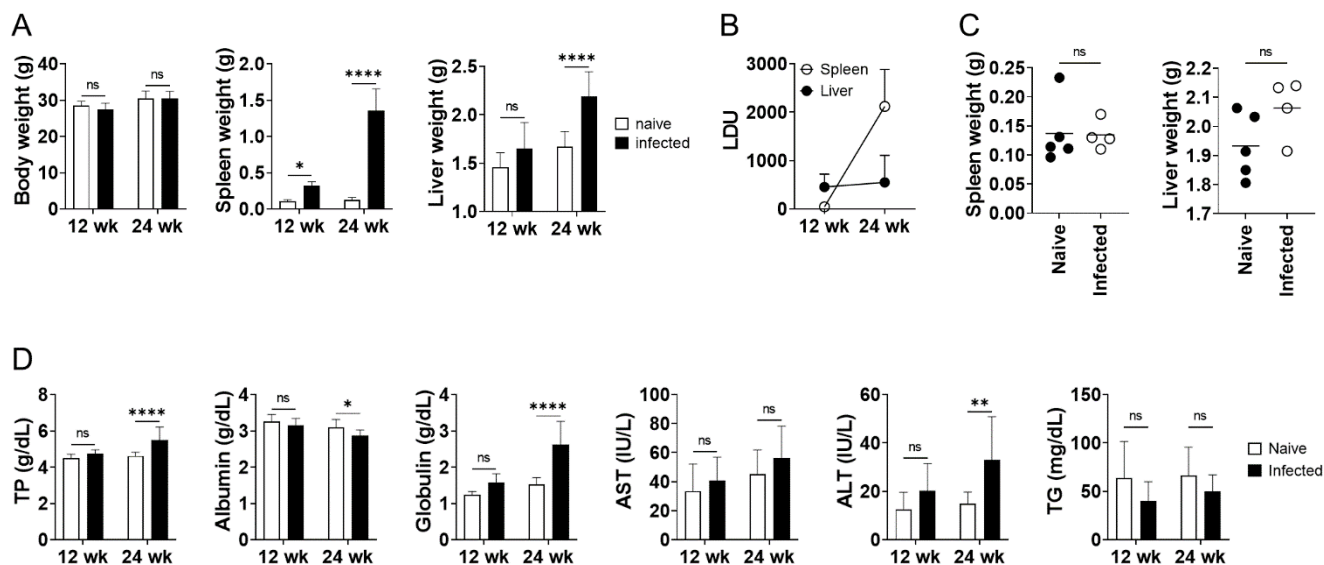 A
Body weight (g)
40
30
20
10
0
ns
ns
12 wk
24 wk
Spleen weight (g)
2.0
1.5
1.0
0.5
0.0
*
****
12 wk
24 wk
Liver weight (g)
2.5
2.0
1.5
1.0
ns
****
12 wk
24 wk
naive
infected
B
LDU
3000
2000
1000
0
Spleen
Liver
12 wk
24 wk
C
Spleen weight (g)
0.25
0.20
0.15
0.10
0.05
0.00
ns
Naive
Infected
Liver weight (g)
2.2
2.1
2.0
1.9
1.8
1.7
ns
Naive
Infected
D
TP (g/dL)
8
6
4
2
0
ns
****
12 wk
24 wk
Albumin (g/dL)
4
3
2
1
0
ns
*
12 wk
24 wk
Globulin (g/dL)
4
3
2
1
0
ns
****
12 wk
24 wk
AST (IU/L)
100
80
60
40
20
0
ns
ns
12 wk
24 wk
ALT (IU/L)
60
40
20
0
ns
**
12 wk
24 wk
TG (mg/dL)
150
100
50
0
ns
ns
12 wk
24 wk
Naive
Infected